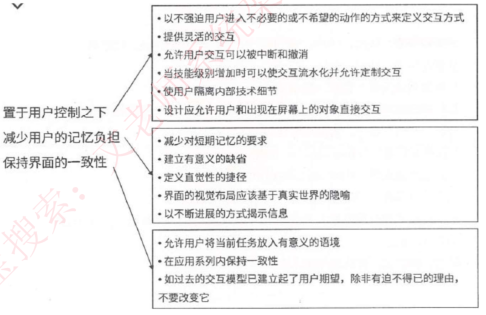 • 以不强迫用户进入不必要的或不希望的动作的方式来定义交互方式
• 提供灵活的交互
• 允许用户交互可以被中断和撤消
• 当技能级别增加时可以使交互流水化并允许定制交互
• 使用户隔离内部技术细节
• 设计应允许用户和出现在屏幕上的对象直接交互
置于用户控制之下
减少用户的记忆负担
保持界面的一致性
• 减少对短期记忆的要求
• 建立有意义的缺省
• 定义直觉性的捷径
• 界面的视觉布局应该基于真实世界的隐喻
• 以不断进展的方式揭示信息
• 允许用户将当前任务放入有意义的语境
• 在应用系列内保持一致性
• 如过去的交互模型已建立起了用户期望，除非有迫不得已的理由，
不要改变它
搜索：